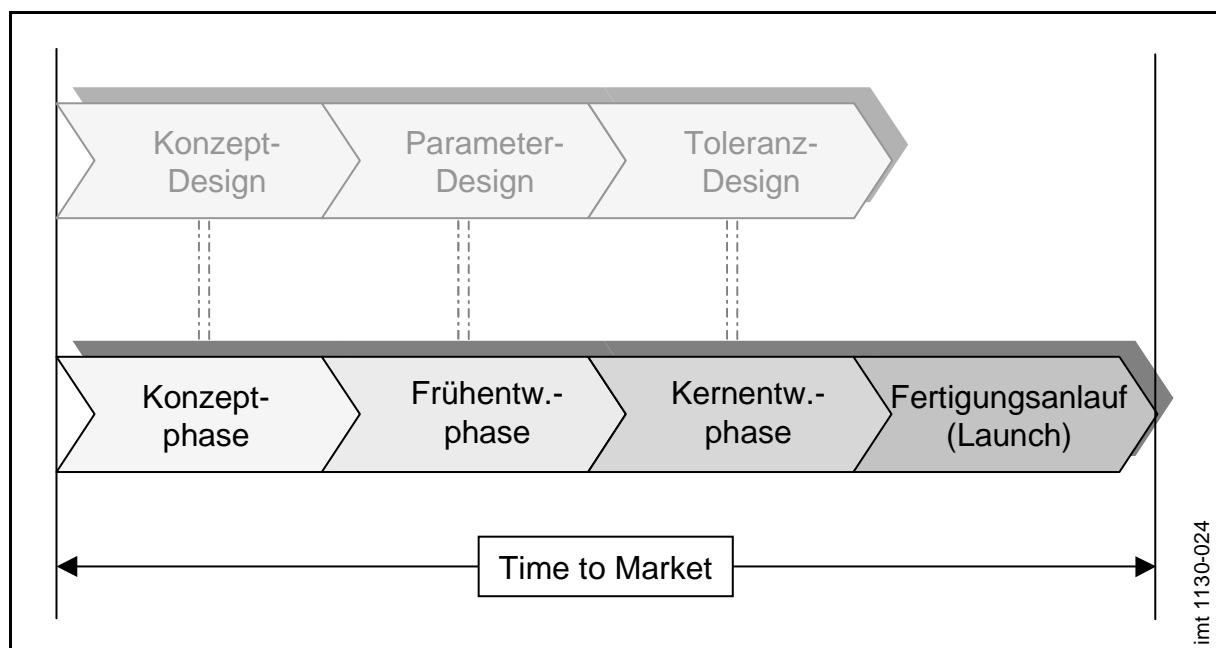 Konzept-
Design
Parameter-
Design
Toleranz-
Design
Konzept-
phase
Frühentw.-
phase
Kernentw.-
phase
Fertigungsanlauf
(Launch)
Time to Market
imt 1130-024